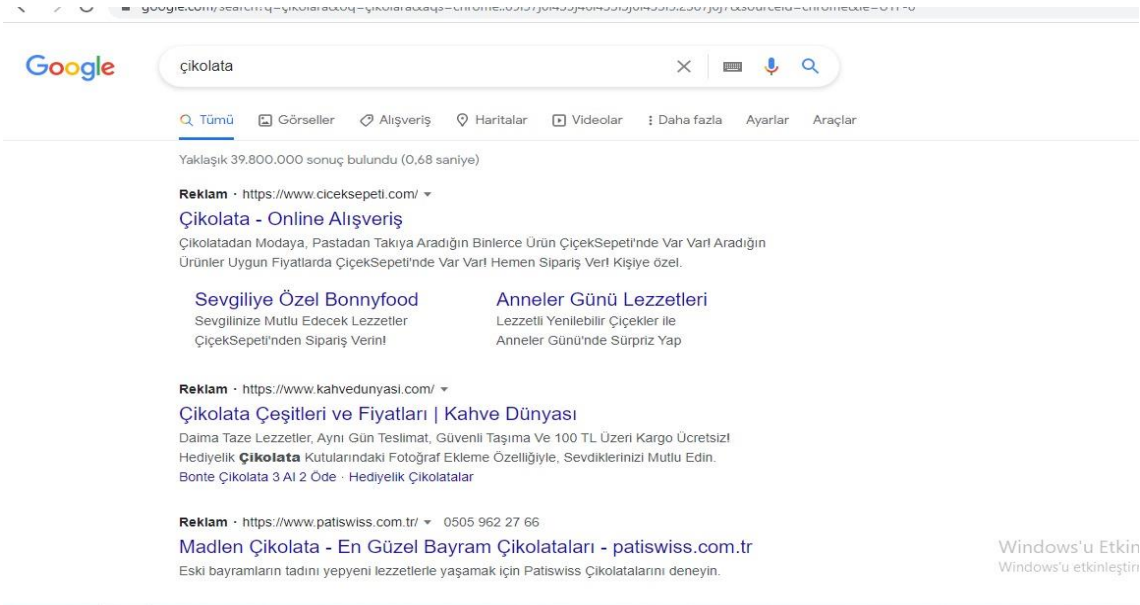 Google
çikolata
Tümü Görseller Alışveriş Haritalar Videolar Daha fazla Ayarlar Araçlar
Yaklaşık 39.800.000 sonuç bulundu (0,68 saniye)
Reklam · https://www.ciceksepeti.com/
Çikolata - Online Alışveriş
Çikolatadan Modaya, Pastadan Takıya Aradığın Binlerce Ürün ÇiçekSepeti'nde Var Var! Aradığın
Ürünler Uygun Fiyatlarda ÇiçekSepeti'nde Var Var! Hemen Sipariş Ver! Kişiye özel.
Sevgiliye Özel Bonnyfood
Sevgilinize Mutlu Edecek Lezzetler
ÇiçekSepeti'nden Sipariş Verin!
Anneler Günü Lezzetleri
Lezzetli Yenilebilir Çiçekler ile
Anneler Günü'nde Sürpriz Yap
Reklam · https://www.kahvedunyasi.com/
Çikolata Çeşitleri ve Fiyatları | Kahve Dünyası
Daima Taze Lezzetler, Aynı Gün Teslimat, Güvenli Taşıma Ve 100 TL Üzeri Kargo Ücretsiz!
Hediyelik Çikolata Kutularındaki Fotoğraf Ekleme Özelliğiyle, Sevdiklerinizi Mutlu Edin.
Bonte Çikolata 3 Al 2 Öde · Hediyelik Çikolatalar
Reklam · https://www.patiswiss.com.tr/ 0505 962 27 66
Madlen Çikolata - En Güzel Bayram Çikolataları - patiswiss.com.tr
Eski bayramların tadını yepyeni lezzetlerle yaşamak için Patiswiss Çikolatalarını deneyin.
Windows'u Etkin
Windows'u etkinleştir